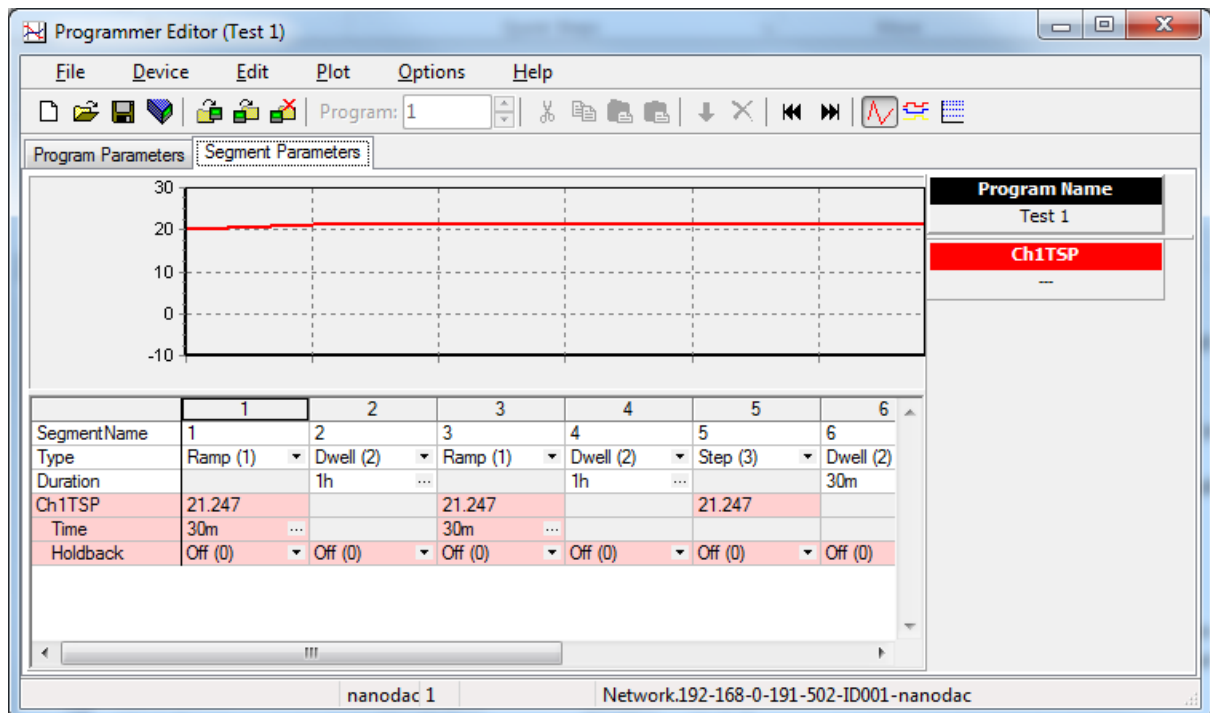 Programmer Editor (Test 1)
File Device Edit Plot Options Help
Program: 1
Program Parameters Segment Parameters
30
20
10
0
-10
Program Name
Test 1
Ch1TSP
---
1 2 3 4 5 6
SegmentName 1 2 3 4 5 6
Type Ramp (1) Dwell (2) Ramp (1) Dwell (2) Step (3) Dwell (2)
Duration 1h ... 1h ... 30m
Ch1TSP 21.247 21.247 21.247
Time 30m ... 30m ...
Holdback Off (0) Off (0) Off (0) Off (0) Off (0) Off (0)
nanodac 1 Network.192-168-0-191-502-ID001-nanodac